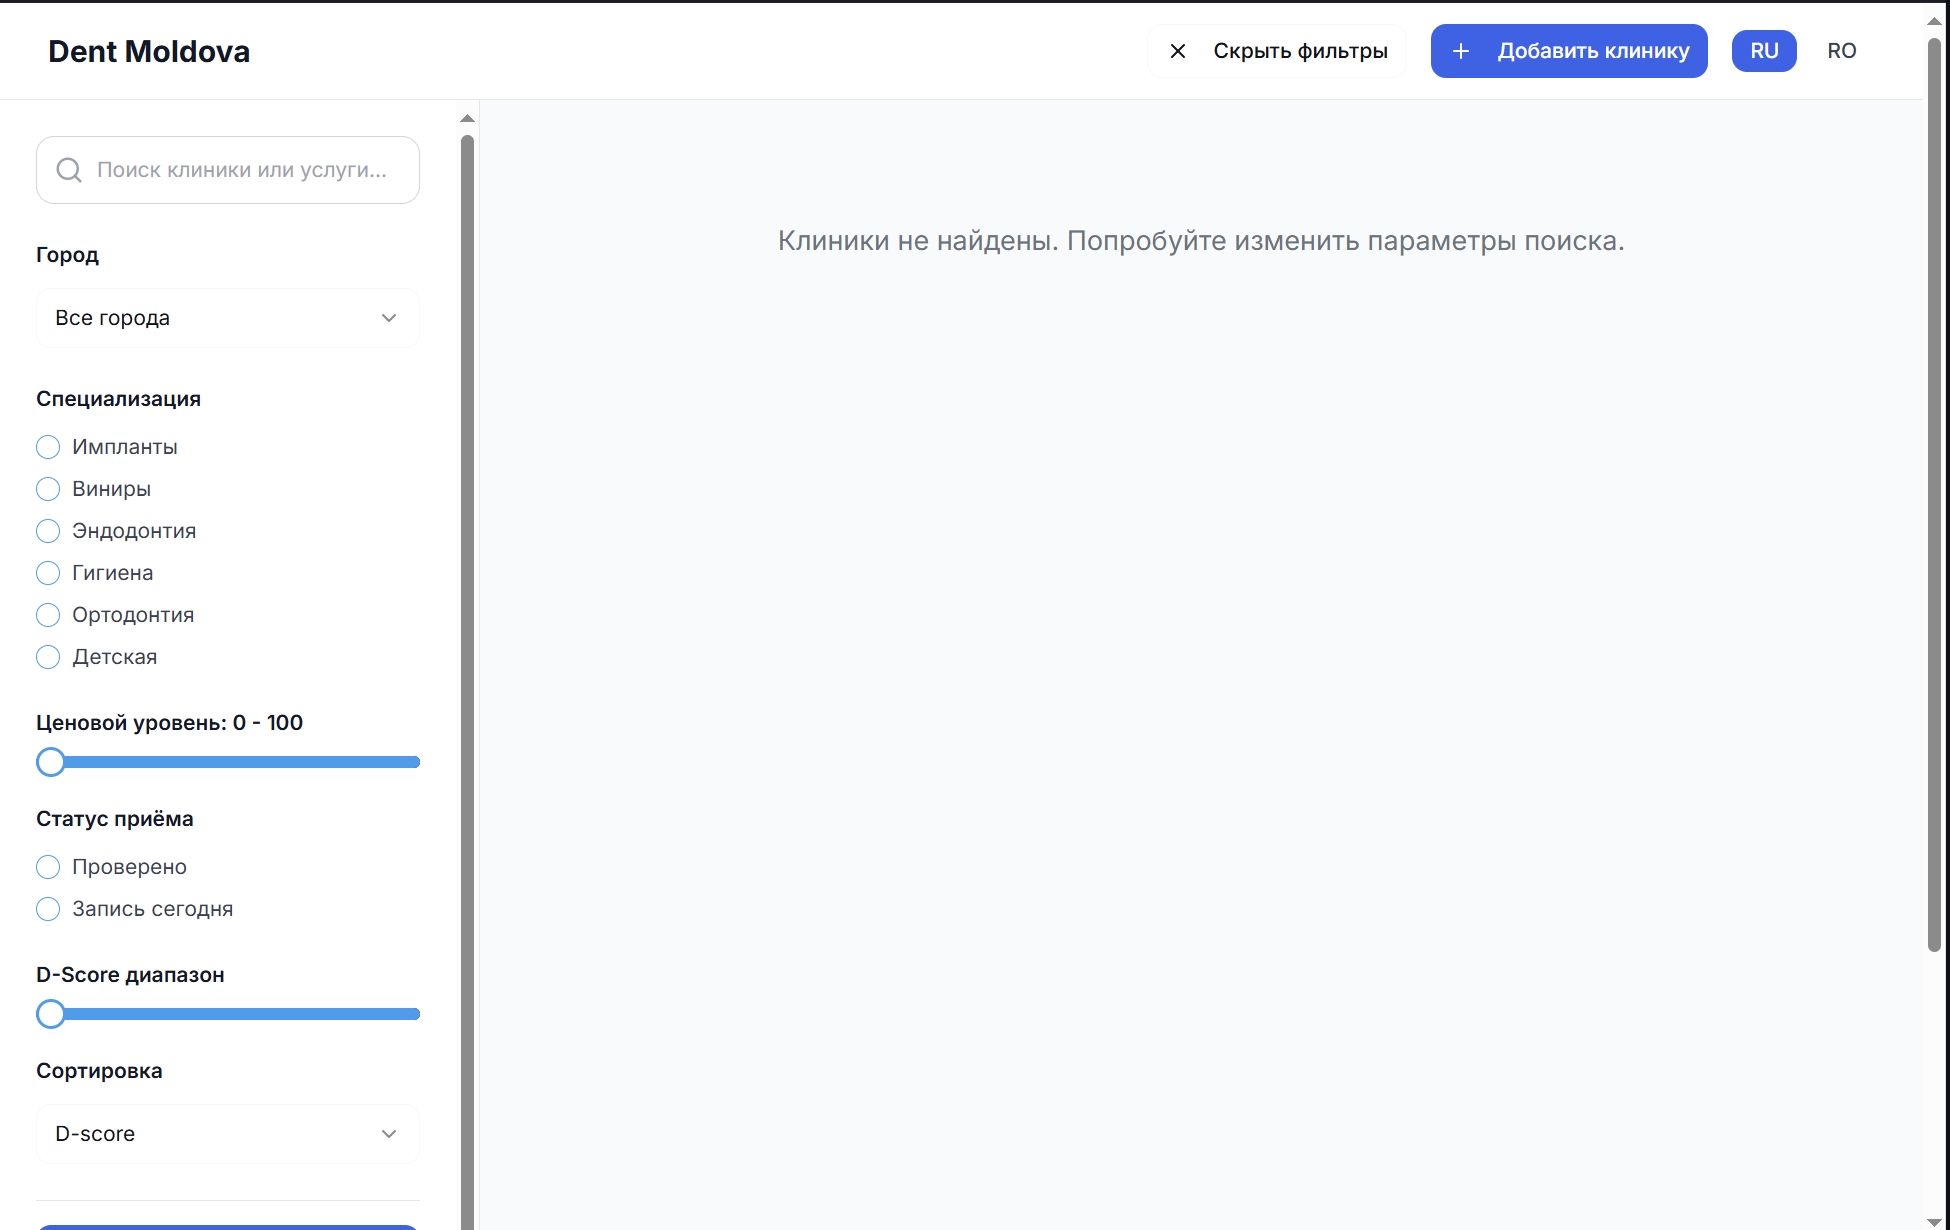 Dent Moldova
Скрыть фильтры
Добавить клинику
RU
RO
Поиск клиники или услуги...
Город
Все города
Специализация
Импланты
Виниры
Эндодонтия
Гигиена
Ортодонтия
Детская
Ценовой уровень: 0 - 100
Статус приёма
Проверено
Запись сегодня
D-Score диапазон
Сортировка
D-score
Клиники не найдены. Попробуйте изменить параметры поиска.